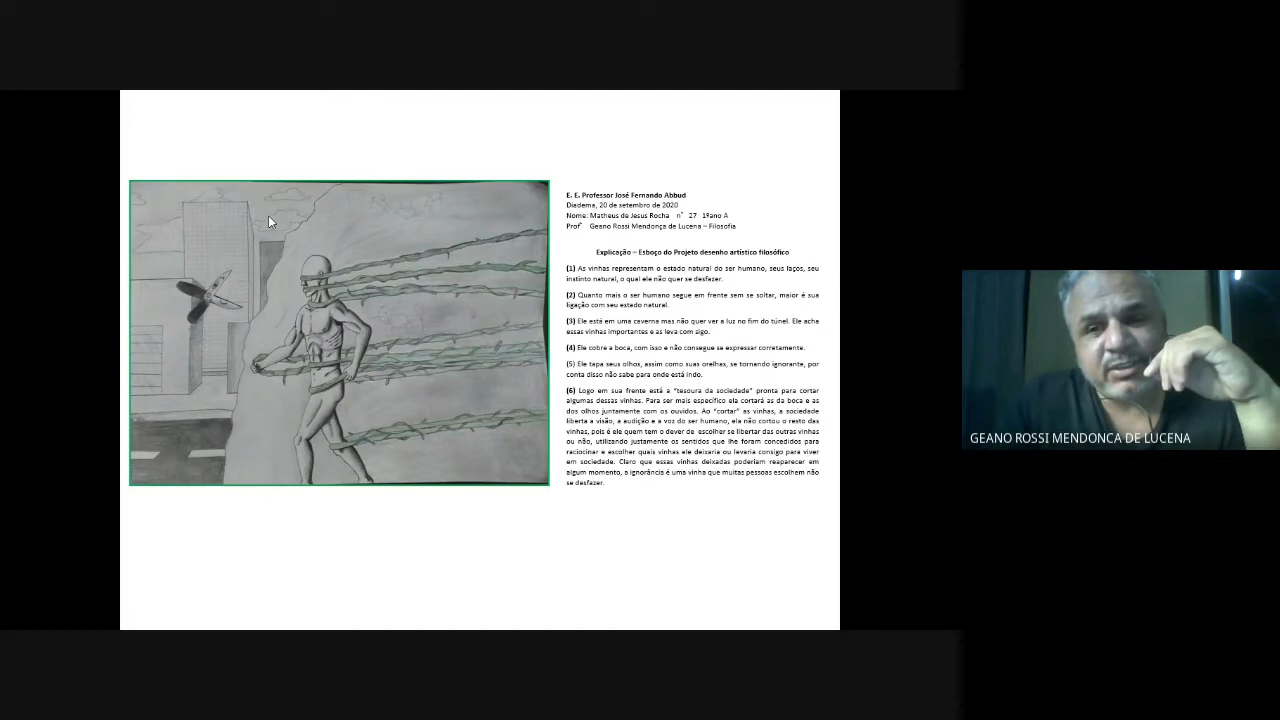 E. E. Professor José Fernando Abbud
Diadema, 20 de setembro de 2020
Nome: Matheus de Jesus Rocha n° 27 1ºano A
Prof° Geano Rossi Mendonça de Lucena – Filosofia
Explicação – Esboço do Projeto desenho artístico filosófico
(1) As vinhas representam o estado natural do ser humano, seus laços, seu
instinto natural, o qual ele não quer se desfazer.
(2) Quanto mais o ser humano segue em frente sem se soltar, maior é sua
ligação com seu estado natural.
(3) Ele está em uma caverna mas não quer ver a luz no fim do túnel. Ele acha
essas vinhas importantes e as leva com sigo.
(4) Ele cobre a boca, com isso e não consegue se expressar corretamente.
(5) Ele tapa seus olhos, assim como suas orelhas, se tornando ignorante, por
conta disso não sabe para onde está indo.
(6) Logo em sua frente está a "tesoura da sociedade" pronta para cortar
algumas dessas vinhas. Para ser mais específico ela cortará as da boca e as
dos olhos juntamente com os ouvidos. Ao "cortar" as vinhas, a sociedade
liberta a visão, a audição e a voz do ser humano, ela não cortou o resto das
vinhas, pois é ele quem tem o dever de escolher se libertar das outras vinhas
ou não, utilizando justamente os sentidos que lhe foram concedidos para
raciocinar e escolher quais vinhas ele deixaria ou levaria consigo para viver
em sociedade. Claro que essas vinhas deixadas poderiam reaparecer em
algum momento, a ignorância é uma vinha que muitas pessoas escolhem não
se desfazer.
GEANO ROSSI MENDONCA DE LUCENA